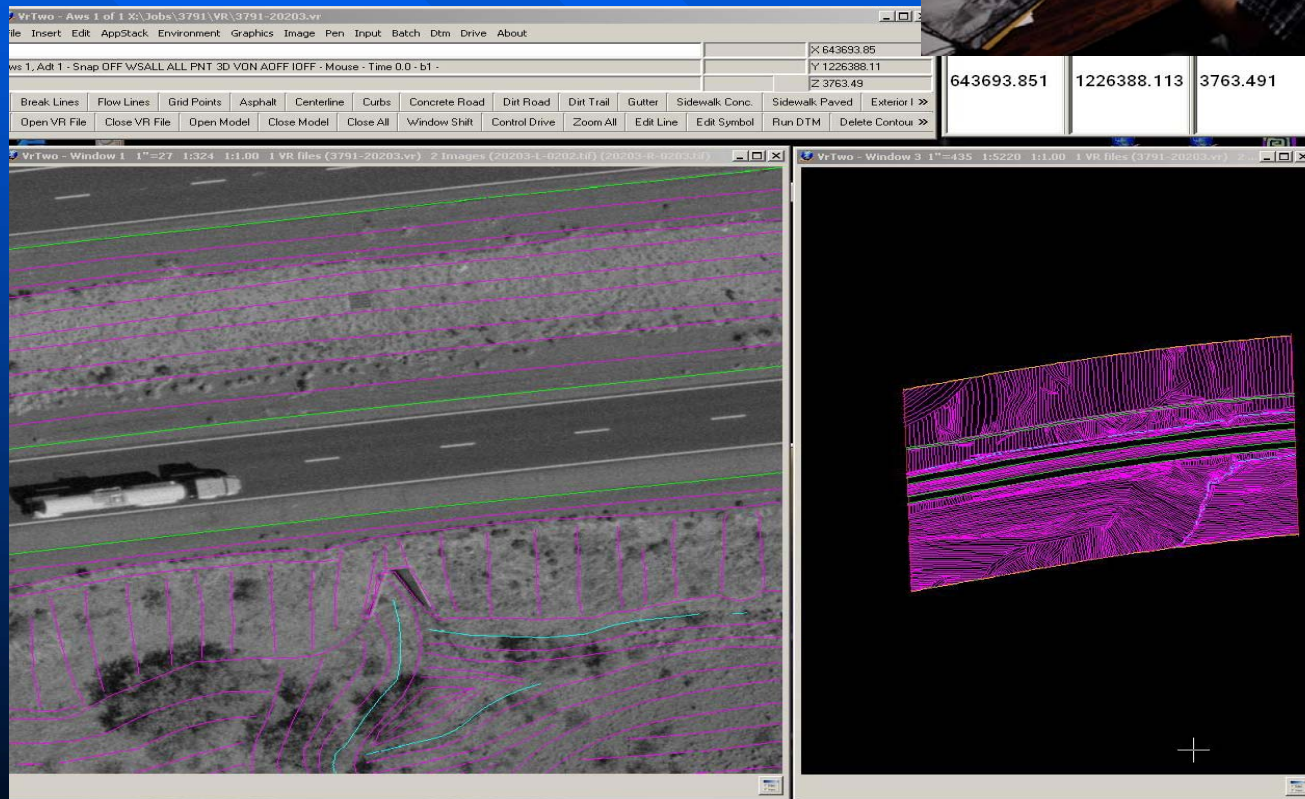 VrTwo - Aws 1 of 1 X:\Jobs\3791\VR\3791-20203.vr
ile Insert Edit AppStack Environment Graphics Image Pen Input Batch Dtm Drive About
X 643693.85
ws 1, Adt 1 - Snap OFF WSALL ALL PNT 3D VON AOFF IOFF - Mouse - Time 0.0 - b1 -
Y 1226388.11
Z 3763.49
643693.851 1226388.113 3763.491
Break Lines Flow Lines Grid Points Asphalt Centerline Curbs Concrete Road Dirt Road Dirt Trail Gutter Sidewalk Conc. Sidewalk Paved Exterior I »
Open VR File Close VR File Open Model Close Model Close All Window Shift Control Drive Zoom All Edit Line Edit Symbol Run DTM Delete Contou »
VrTwo - Window 1 1"=27 1:324 1:1.00 1 VR files (3791-20203.vr) 2 Images (20203-L-0202.tif) (20203-R-0203.tif)
VrTwo - Window 3 1"=435 1:5220 1:1.00 1 VR files (3791-20203.vr) 2 ...